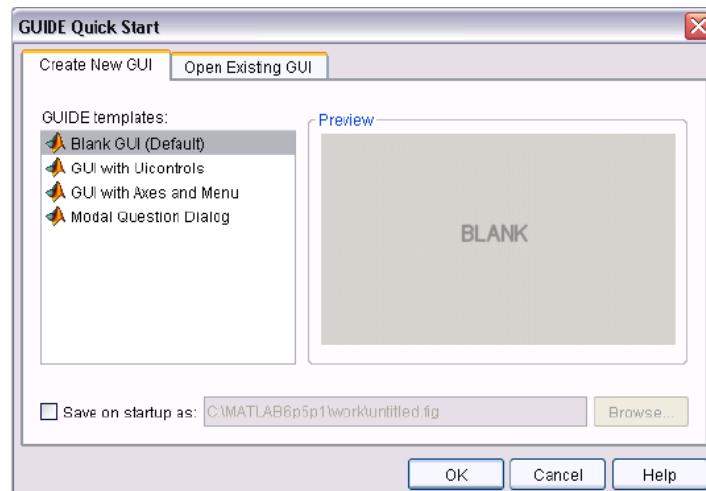 GUIDE Quick Start
Create New GUI
Open Existing GUI
GUIDE templates:
Blank GUI (Default)
GUI with Uicontrols
GUI with Axes and Menu
Modal Question Dialog
Preview
BLANK
Save on startup as:
C:\MATLAB6p5p1\work\untitled.fig
Browse...
OK
Cancel
Help